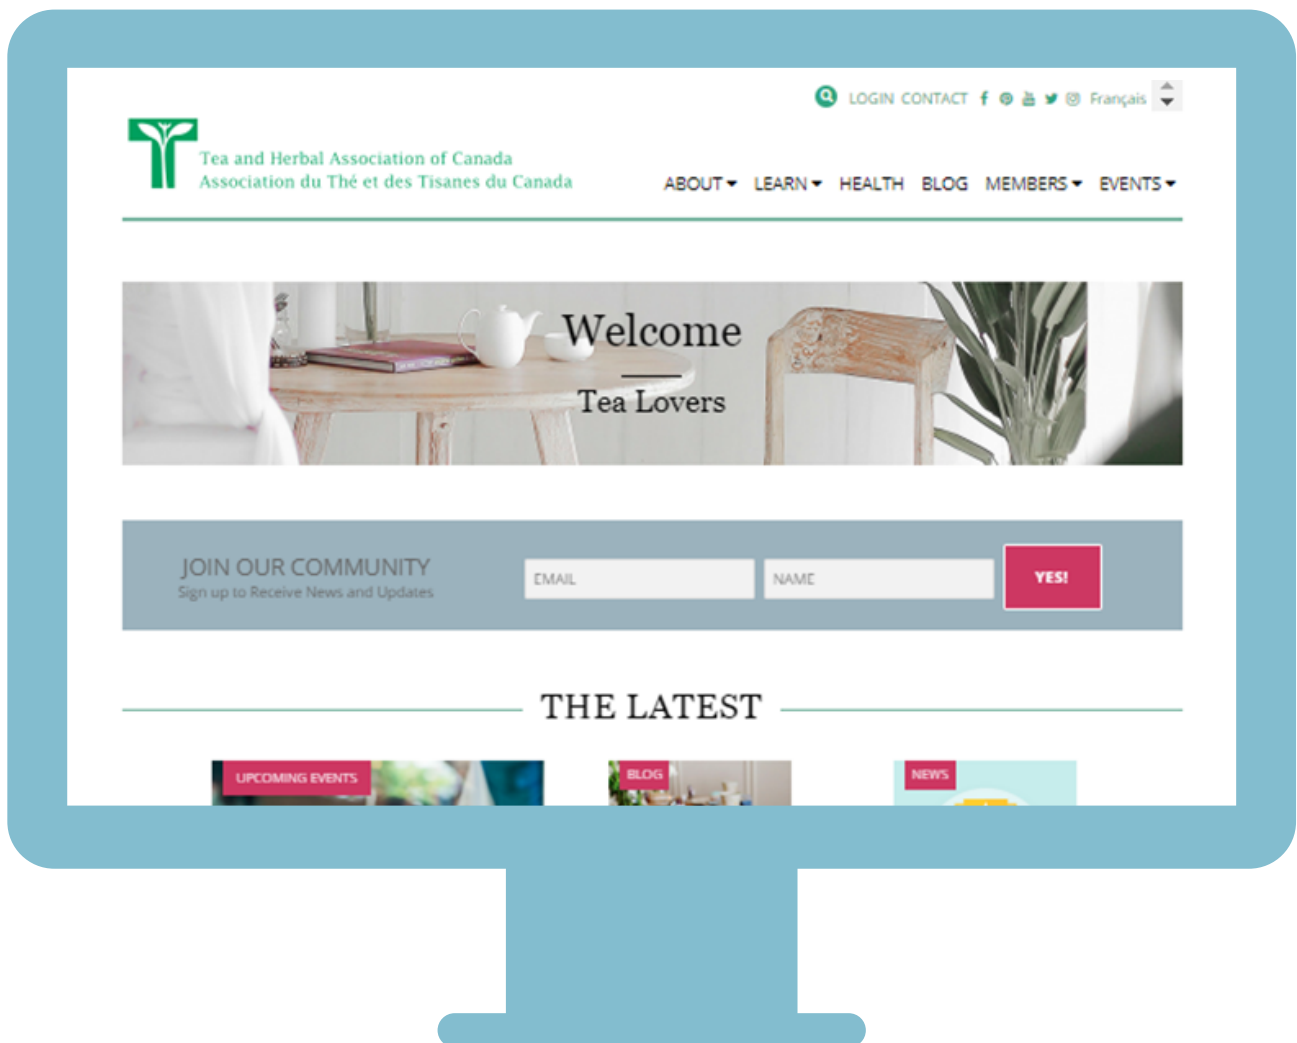 LOGIN CONTACT Français
Tea and Herbal Association of Canada
Association du Thé et des Tisanes du Canada
ABOUT LEARN HEALTH BLOG MEMBERS EVENTS
Welcome
Tea Lovers
JOIN OUR COMMUNITY
Sign up to Receive News and Updates
EMAIL
NAME
YES!
THE LATEST
UPCOMING EVENTS
BLOG
NEWS